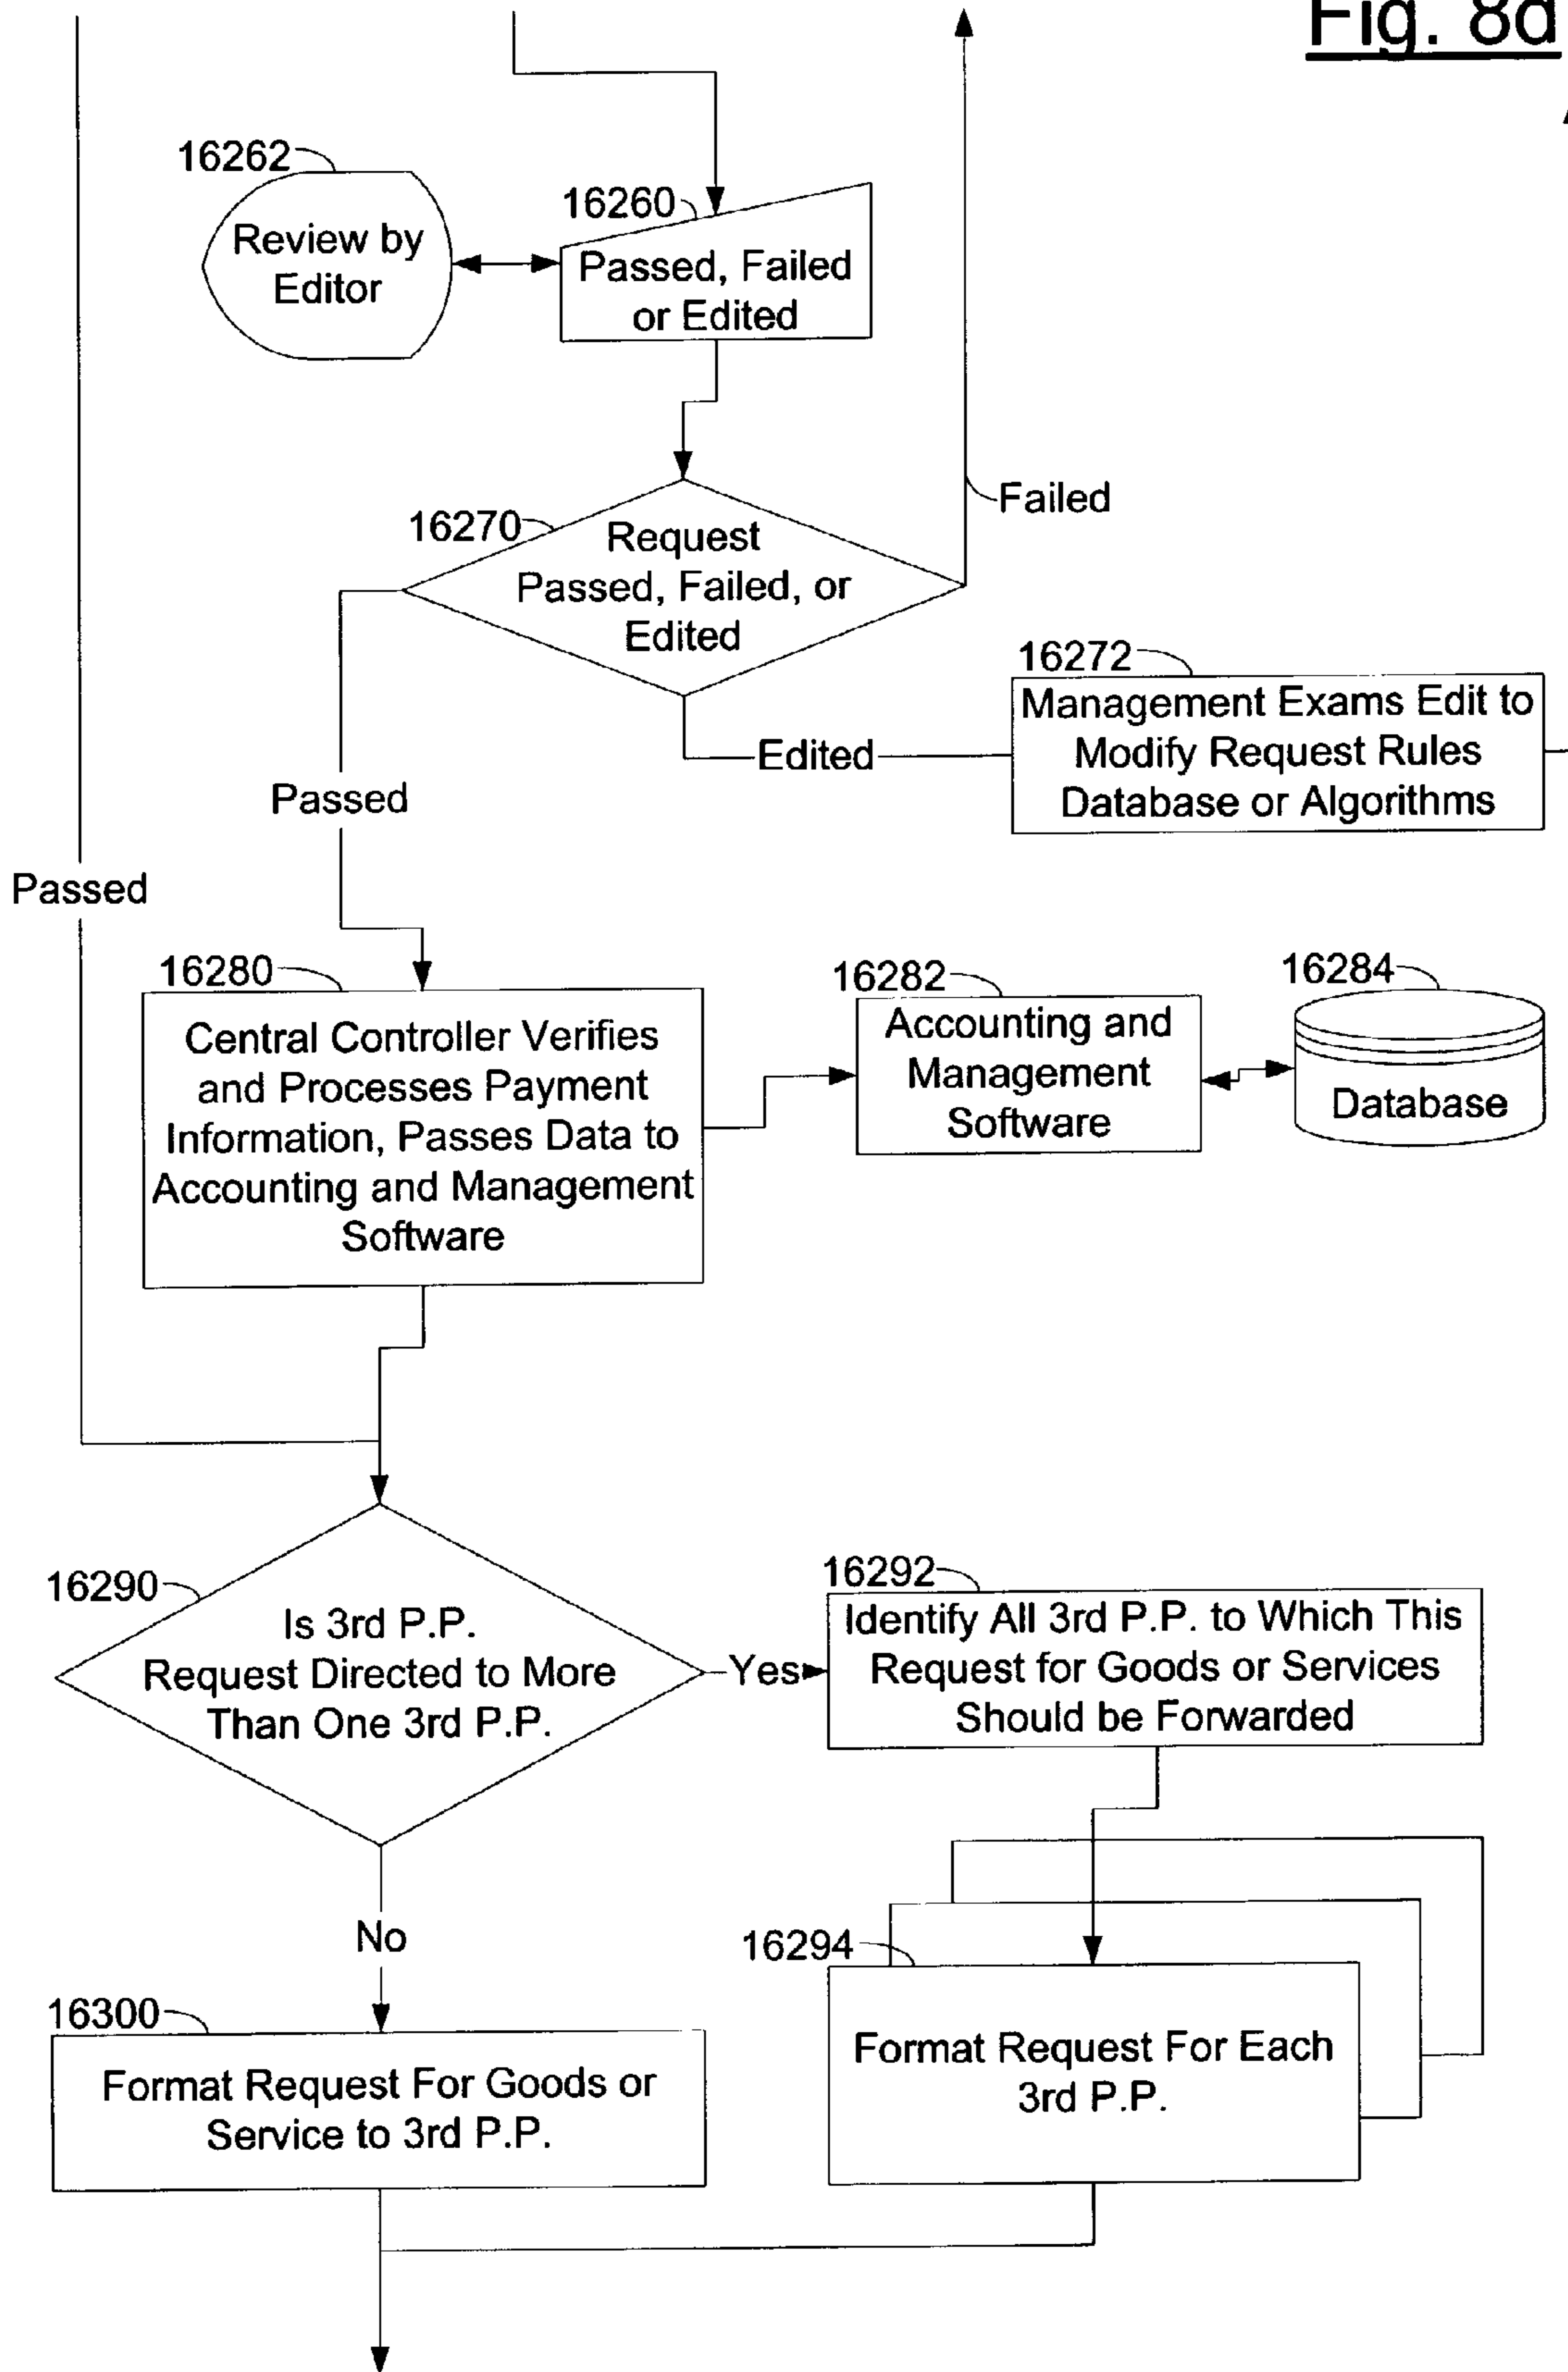 Fig. 8d
16262
Review by
Editor
16260
Passed, Failed
or Edited
Failed
16270
Request
Passed, Failed, or
Edited
16272
Management Exams Edit to
Modify Request Rules
Database or Algorithms
Edited
Passed
Passed
16280
Central Controller Verifies
and Processes Payment
Information, Passes Data to
Accounting and Management
Software
16282
Accounting and
Management
Software
16284
Database
16290
Is 3rd P.P.
Request Directed to More
Than One 3rd P.P.
Yes
16292
Identify All 3rd P.P. to Which This
Request for Goods or Services
Should be Forwarded
No
16294
Format Request For Each
3rd P.P.
16300
Format Request For Goods or
Service to 3rd P.P.